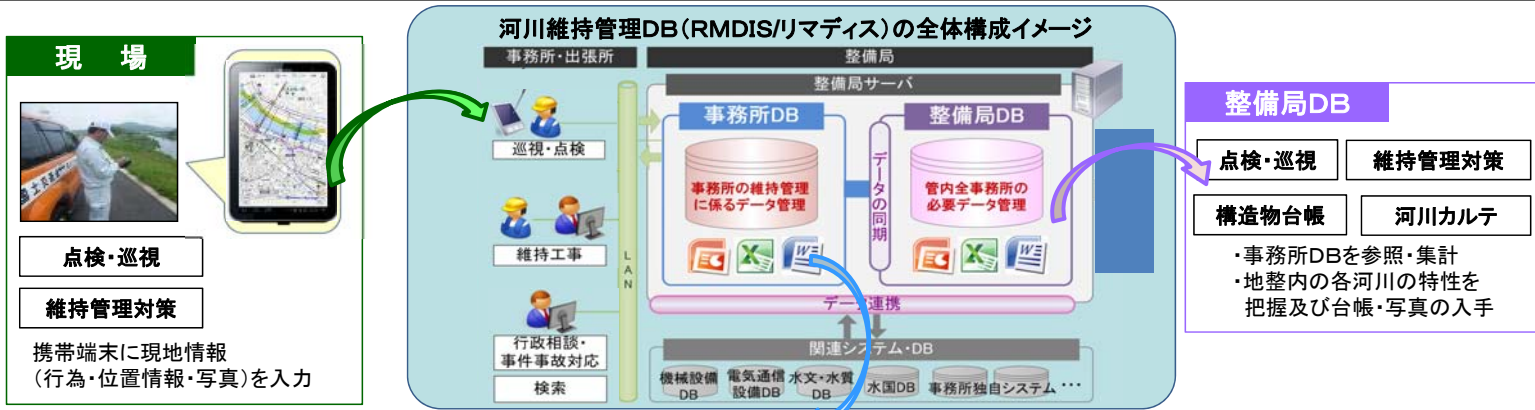 河川維持管理DB(RMDIS/リマディス)の全体構成イメージ
現 場
点検・巡視
維持管理対策
携帯端末に現地情報
(行為・位置情報・写真)を入力
事務所・出張所
巡視・点検
維持工事
行政相談・
事件事故対応
検索
LAN
整備局
整備局サーバ
事務所DB
事務所の維持管理
に係るデータ管理
データの同期
整備局DB
管内全事務所の
必要データ管理
データ連携
関連システム・DB
機械設備
DB
電気通信
設備DB
水文・水質
DB
水国DB
事務所独自システム
・・・
整備局DB
点検・巡視
維持管理対策
構造物台帳
河川カルテ
・事務所DBを参照・集計
・地整内の各河川の特性を
把握及び台帳・写真の入手